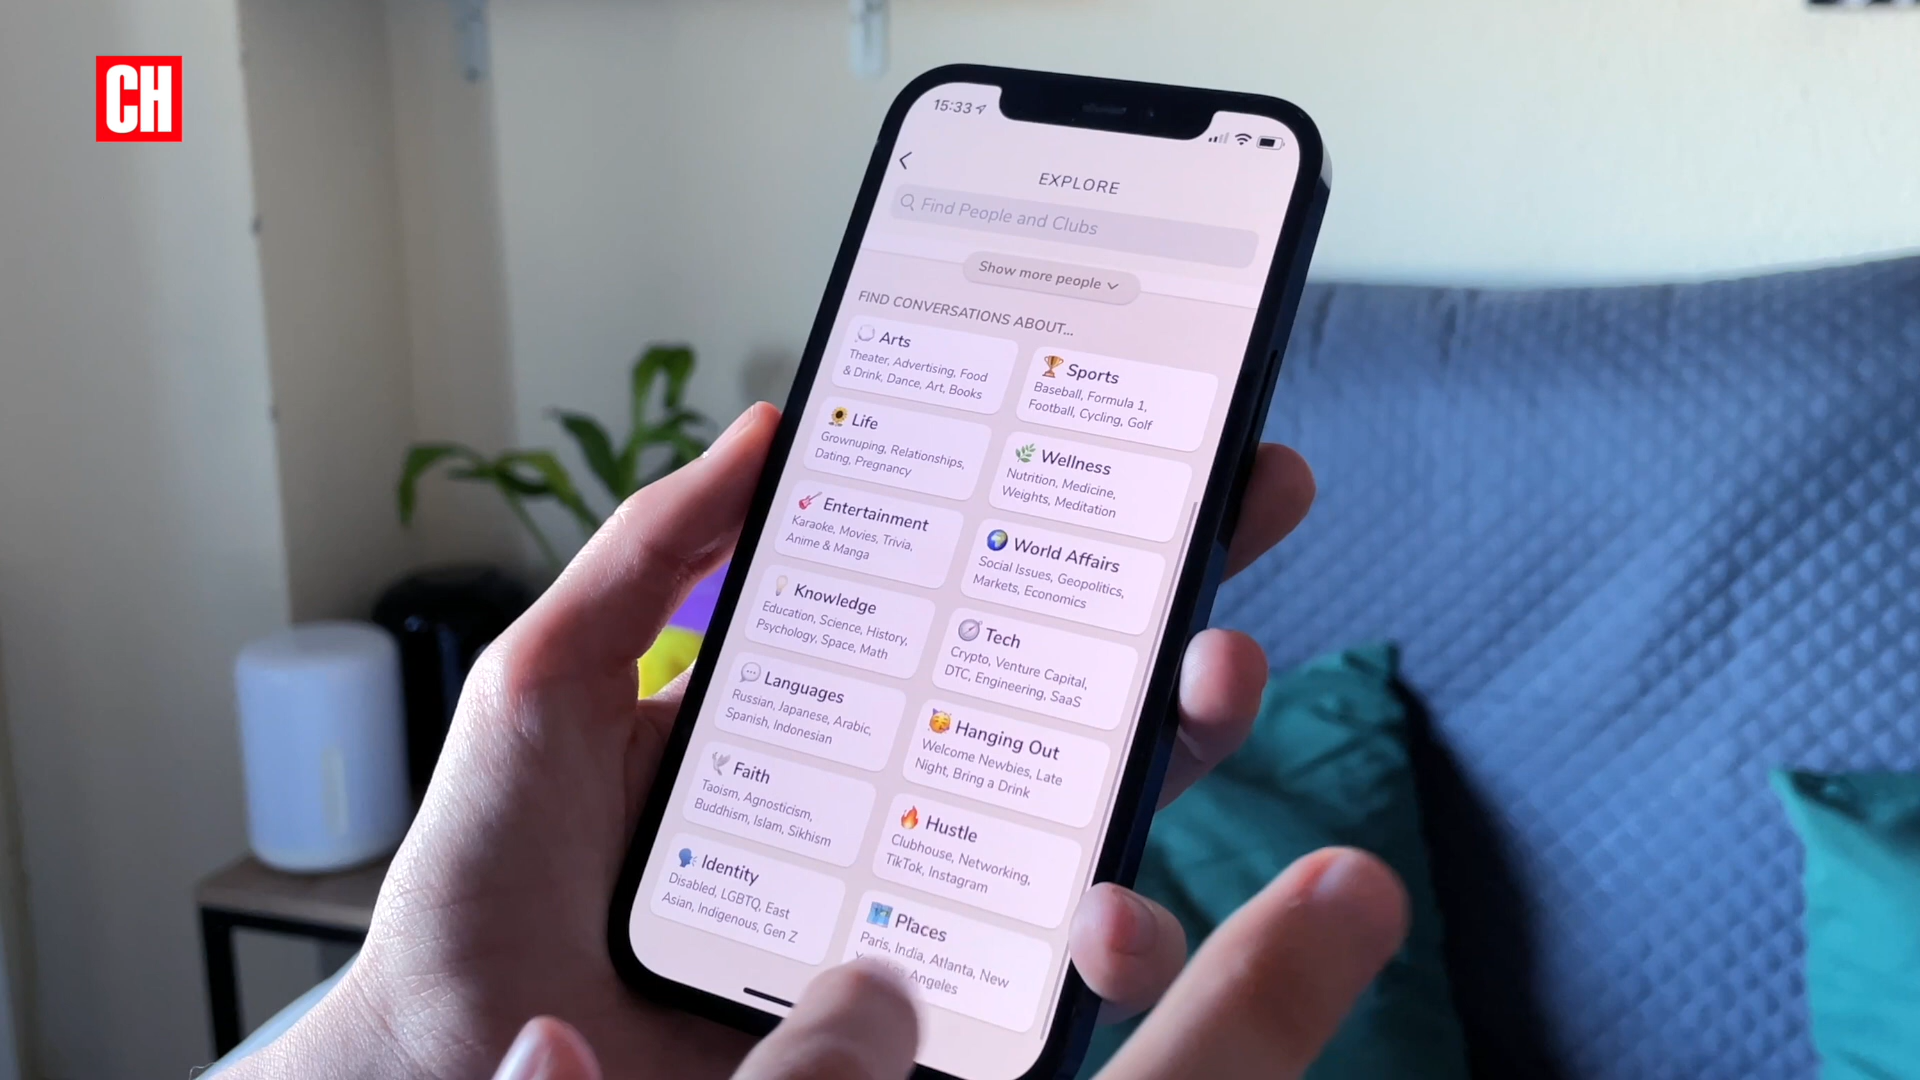 CH
15:33
EXPLORE
Find People and Clubs
Show more people
FIND CONVERSATIONS ABOUT...
Arts
Theater, Advertising, Food
& Drink, Dance, Art, Books
Sports
Baseball, Formula 1,
Football, Cycling, Golf
Life
Grownuping, Relationships,
Dating, Pregnancy
Wellness
Nutrition, Medicine,
Weights, Meditation
Entertainment
Karaoke, Movies, Trivia,
Anime & Manga
World Affairs
Social Issues, Geopolitics,
Markets, Economics
Knowledge
Education, Science, History,
Psychology, Space, Math
Tech
Crypto, Venture Capital,
DTC, Engineering, SaaS
Languages
Russian, Japanese, Arabic,
Spanish, Indonesian
Hanging Out
Welcome Newbies, Late
Night, Bring a Drink
Faith
Taoism, Agnosticism,
Buddhism, Islam, Sikhism
Hustle
Clubhouse, Networking,
TikTok, Instagram
Identity
Disabled, LGBTQ, East
Asian, Indigenous, Gen Z
Places
Paris, India, Atlanta, New
Angeles